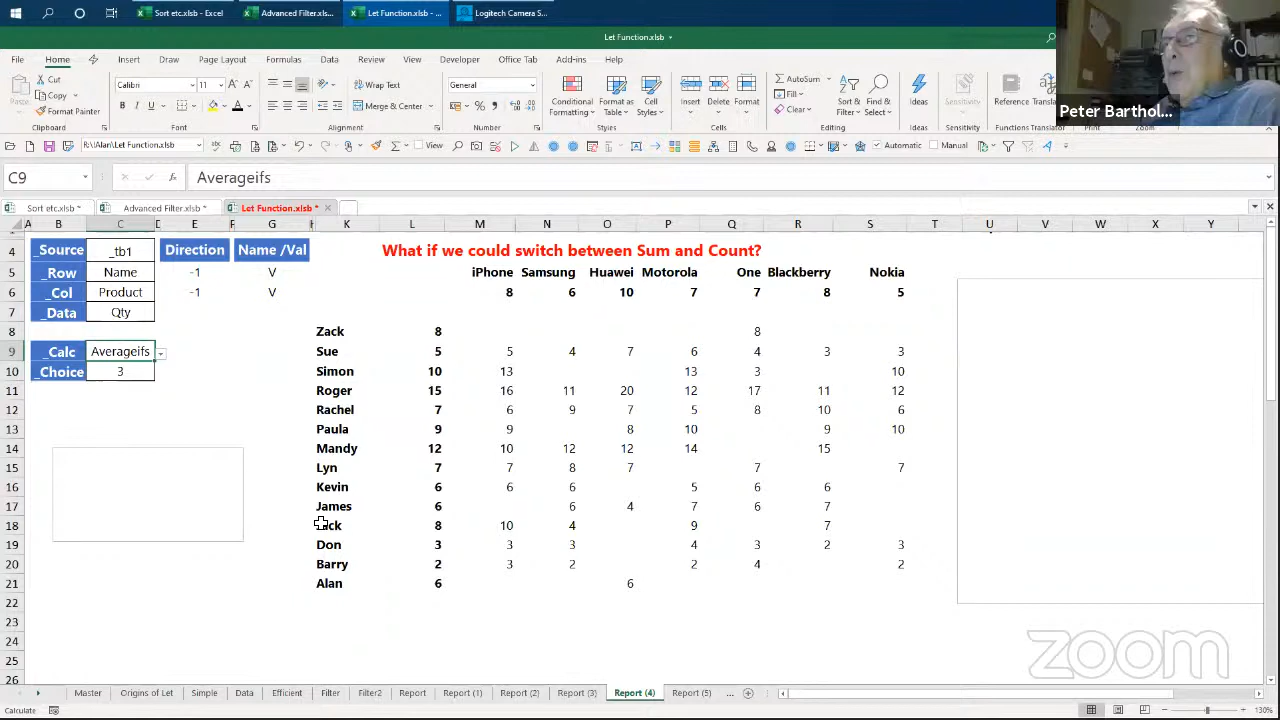 Sort etc.xlsb - Excel
Advanced Filter.xls...
Let Function.xlsb - ...
Logitech Camera S...
Let Function.xlsb
File Home Insert Draw Page Layout Formulas Data Review View Developer Office Tab Add-ins Help
Cut
Copy
Format Painter
Paste
Clipboard
Calibri 11
B I U
Font
Wrap Text
Merge & Center
Alignment
General
Number
Conditional Formatting
Format as Table
Cell Styles
Styles
Insert Delete Format
Cells
AutoSum
Fill
Clear
Sort & Filter
Find & Select
Editing
Ideas
Ideas
Sensitivity
Sensitivity
Reference
Functions Translator
Peter Barthol...
R:\\Alan\Let Function.xlsb
View
Automatic
Manual
C9
Averageifs
Sort etc.xlsb *
Advanced Filter.xlsb *
Let Function.xlsb *
A B C E F G H K L M N O P Q R S T U V W X Y
4 _Source _tb1 Direction Name /Val What if we could switch between Sum and Count?
5 _Row Name -1 V iPhone Samsung Huawei Motorola One Blackberry Nokia
6 _Col Product -1 V 8 6 10 7 7 8 5
7 _Data Qty
8 Zack 8 8
9 _Calc Averageifs Sue 5 5 4 7 6 4 3 3
10 _Choice 3 Simon 10 13 13 3 10
11 Roger 15 16 11 20 12 17 11 12
12 Rachel 7 6 9 7 5 8 10 6
13 Paula 9 9 8 10 9 10
14 Mandy 12 10 12 12 14 15
15 Lyn 7 7 8 7 7 7
16 Kevin 6 6 6 5 6 6
17 James 6 6 4 7 6 7
18 ck 8 10 4 9 7
19 Don 3 3 3 4 3 2 3
20 Barry 2 3 2 2 4 2
21 Alan 6 6
22
23
24
25
26
zoom
Master Origins of Let Simple Data Efficient Filter Filter2 Report Report (1) Report (2) Report (3) Report (4) Report (5) ...
Calculate
130%